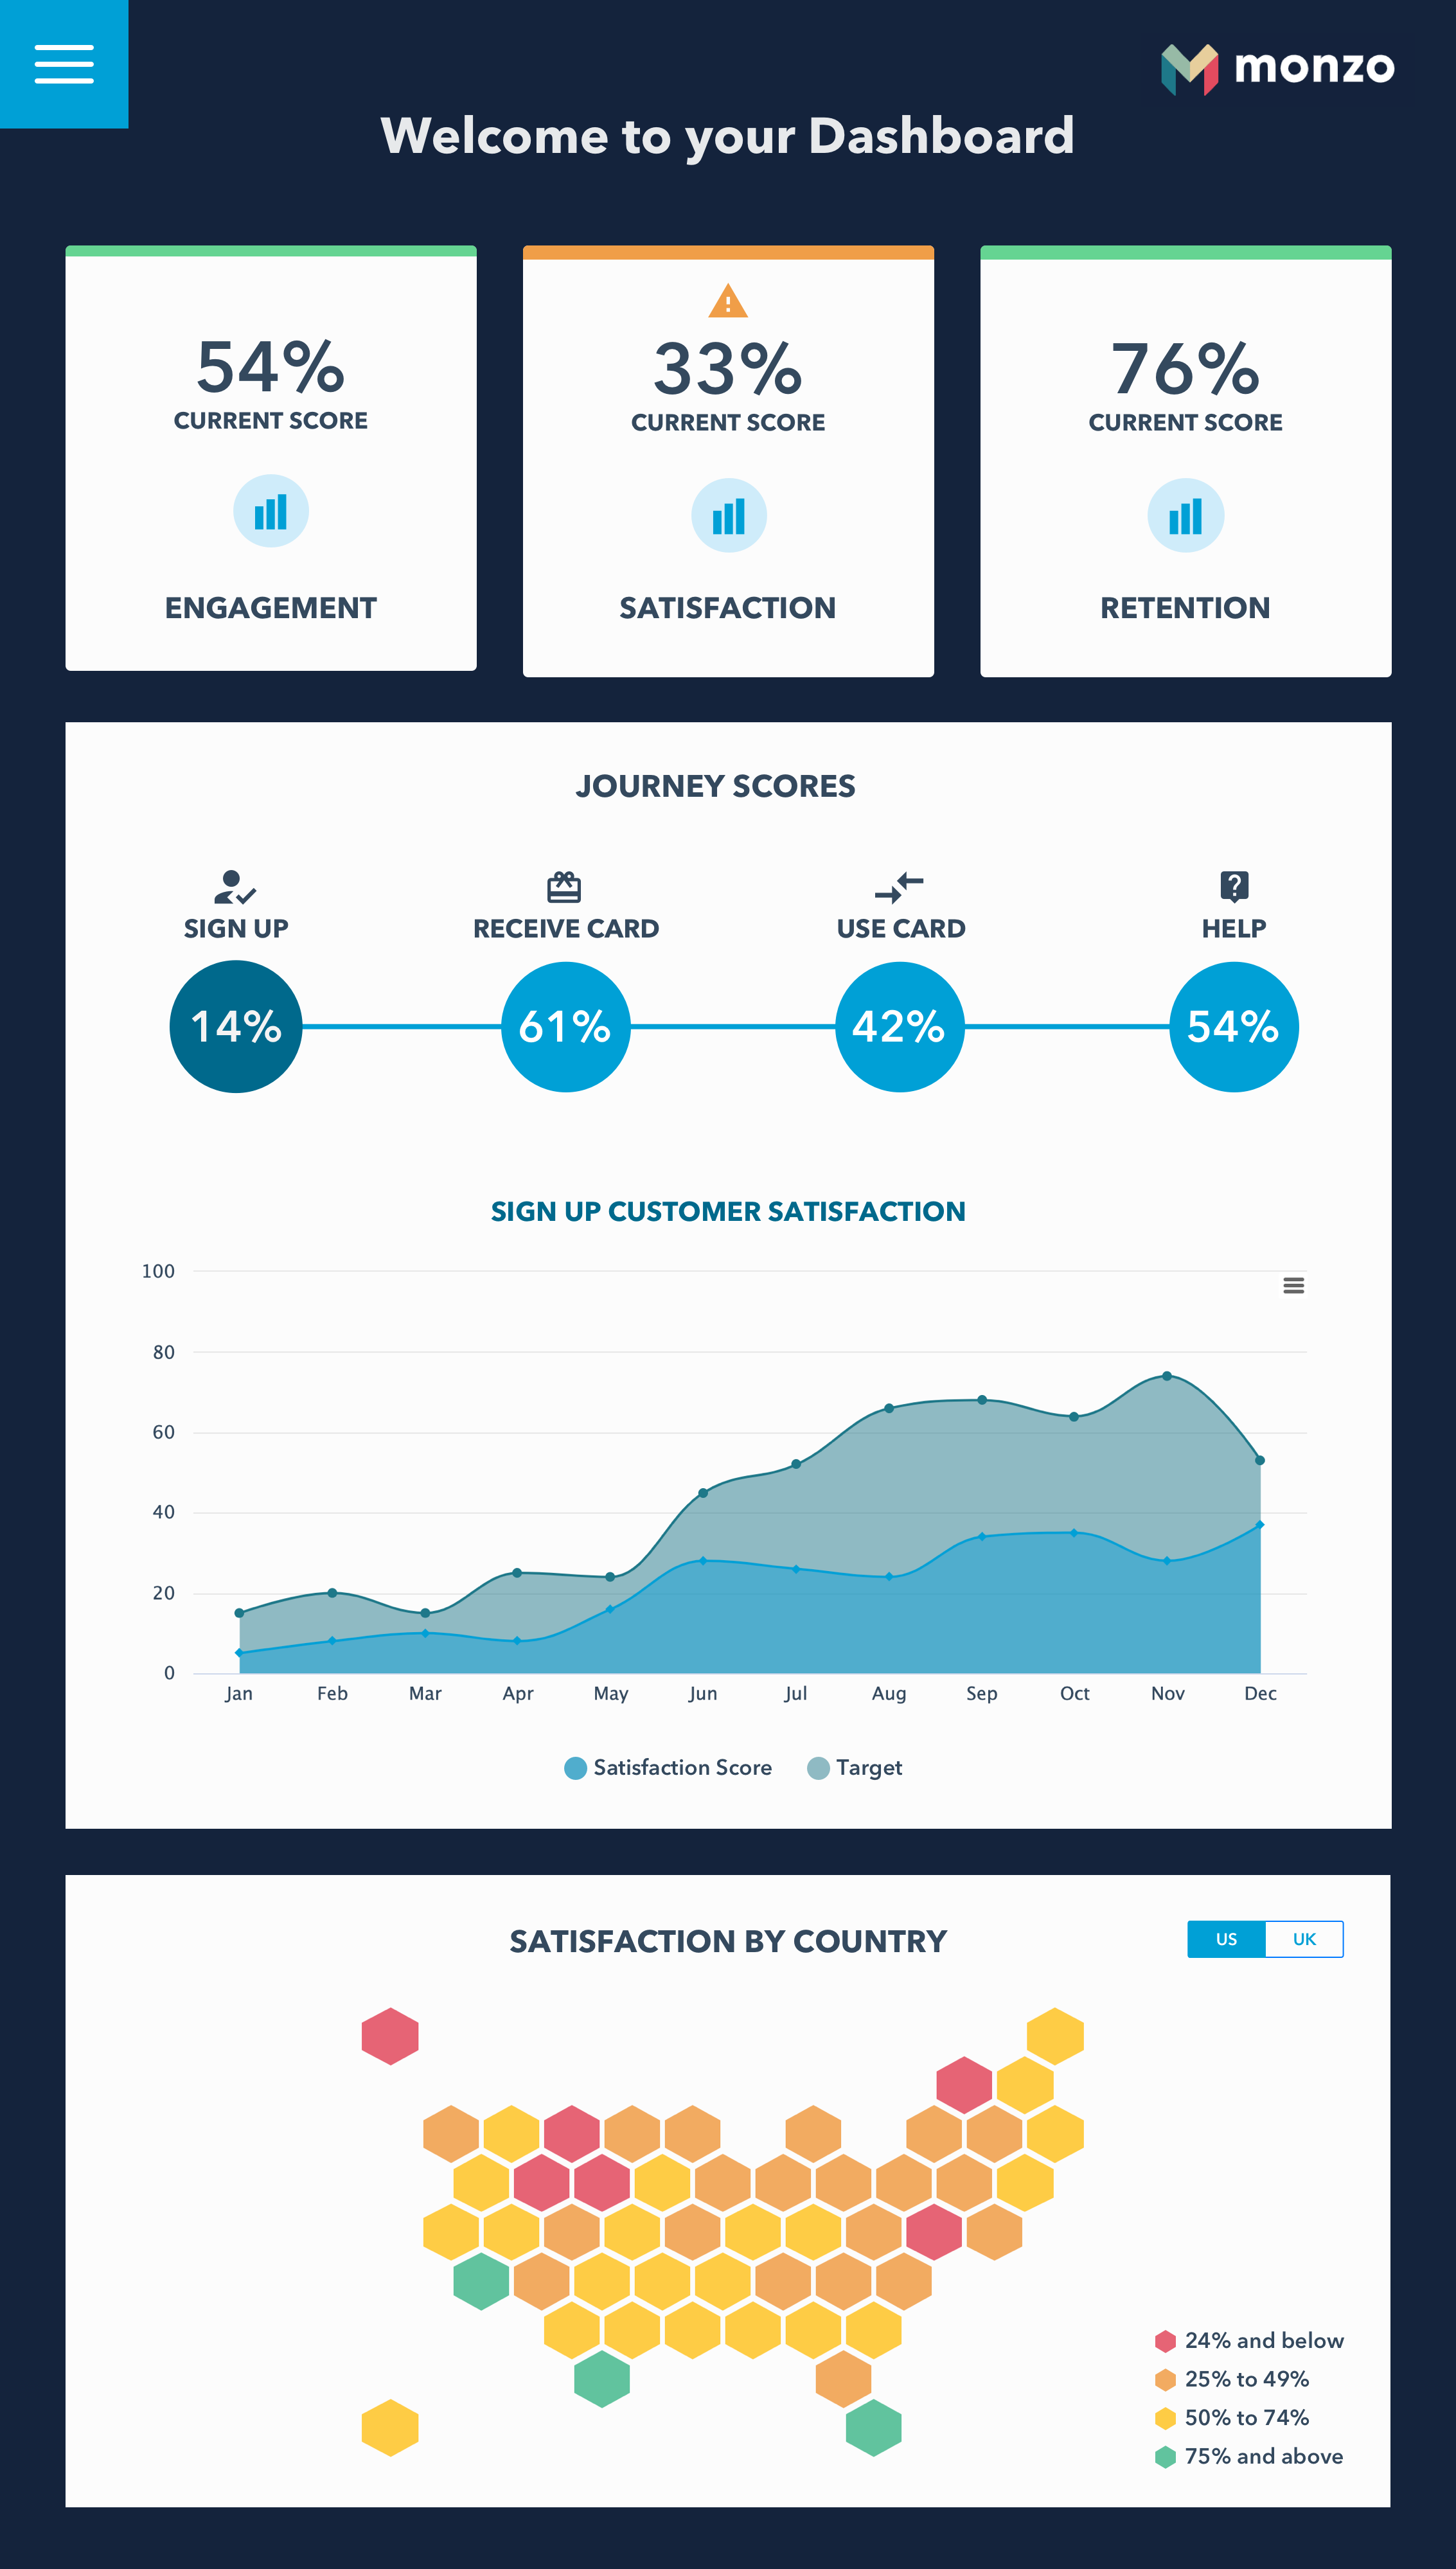 monzo
Welcome to your Dashboard
54%
CURRENT SCORE
ENGAGEMENT
33%
CURRENT SCORE
SATISFACTION
76%
CURRENT SCORE
RETENTION
JOURNEY SCORES
SIGN UP
RECEIVE CARD
USE CARD
HELP
14%
61%
42%
54%
SIGN UP CUSTOMER SATISFACTION
100
80
60
40
20
0
Jan Feb Mar Apr May Jun Jul Aug Sep Oct Nov Dec
Satisfaction Score Target
SATISFACTION BY COUNTRY
US UK
24% and below
25% to 49%
50% to 74%
75% and above